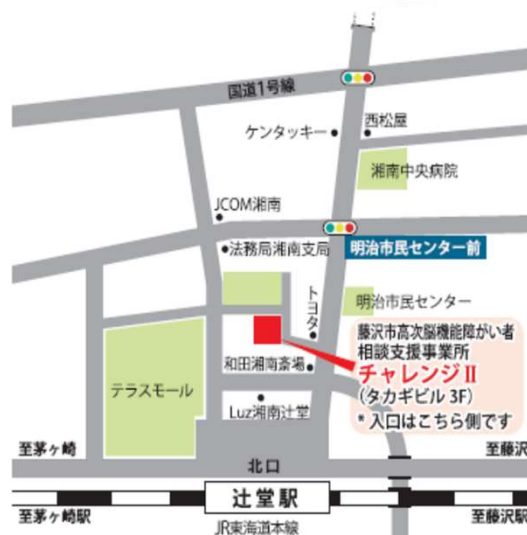 国道1号線
ケンタッキー
西松屋
湘南中央病院
JCOM湘南
法務局湘南支局
明治市民センター前
トヨタ
明治市民センター
藤沢市高次脳機能障がい者
相談支援事業所
チャレンジⅡ
(タカギビル 3F)
* 入口はこちら側です
和田湘南斎場
テラスモール
Luz湘南辻堂
至茅ヶ崎
至藤沢
北口
辻堂駅
至茅ヶ崎駅
至藤沢駅
JR東海道本線